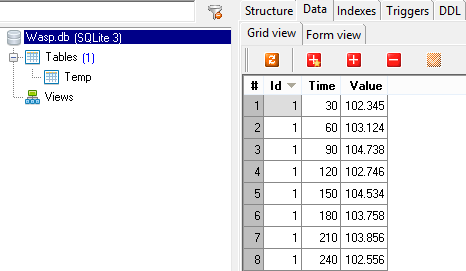 Wasp.db (SQLite 3)
Tables (1)
Temp
Views
Structure Data Indexes Triggers DDL
Grid view Form view
# Id Time Value
1 1 30 102.345
2 1 60 103.124
3 1 90 104.738
4 1 120 102.746
5 1 150 104.534
6 1 180 103.758
7 1 210 103.856
8 1 240 102.556